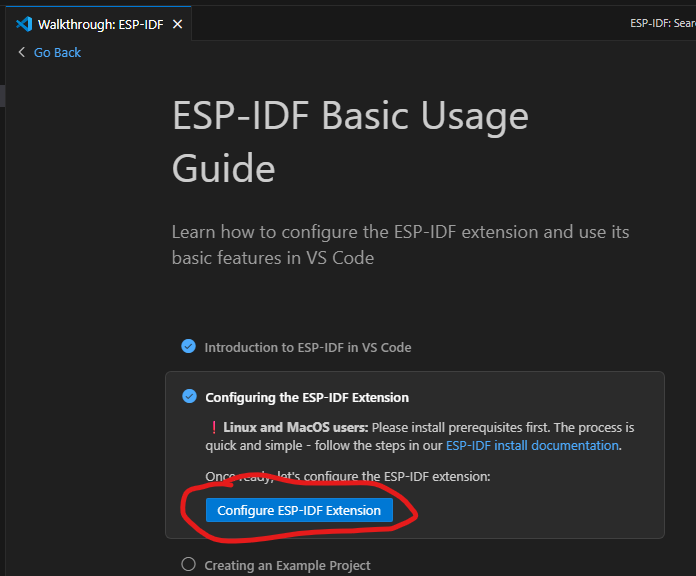 Walkthrough: ESP-IDF
Go Back
ESP-IDF: Sear
ESP-IDF Basic Usage
Guide
Learn how to configure the ESP-IDF extension and use its
basic features in VS Code
Introduction to ESP-IDF in VS Code
Configuring the ESP-IDF Extension
❗ Linux and MacOS users: Please install prerequisites first. The process is
quick and simple - follow the steps in our ESP-IDF install documentation.
Once ready, let's configure the ESP-IDF extension:
Configure ESP-IDF Extension
Creating an Example Project